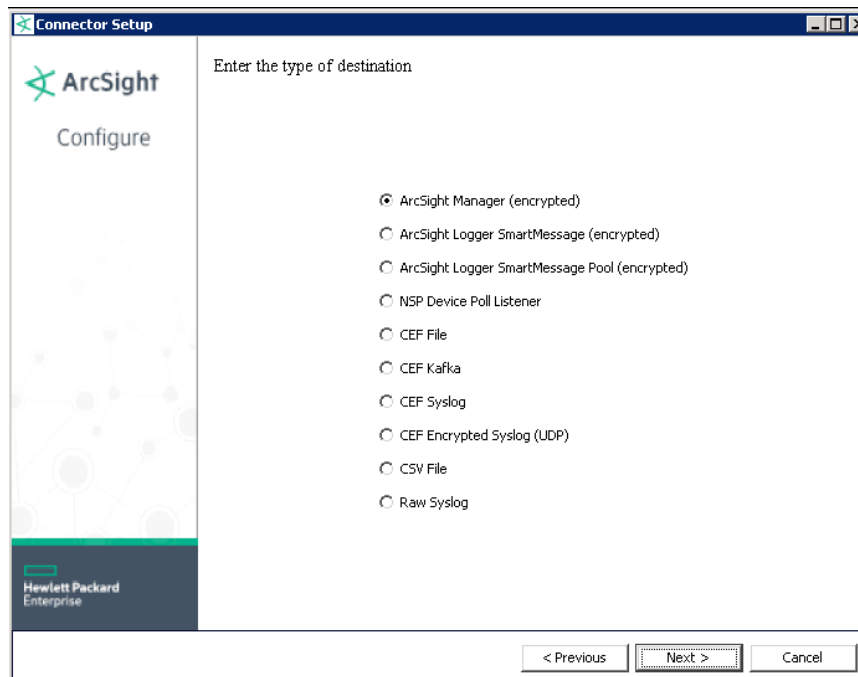 Connector Setup
ArcSight
Configure
Enter the type of destination
ArcSight Manager (encrypted)
ArcSight Logger SmartMessage (encrypted)
ArcSight Logger SmartMessage Pool (encrypted)
NSP Device Poll Listener
CEF File
CEF Kafka
CEF Syslog
CEF Encrypted Syslog (UDP)
CSV File
Raw Syslog
Hewlett Packard
Enterprise
< Previous
Next >
Cancel